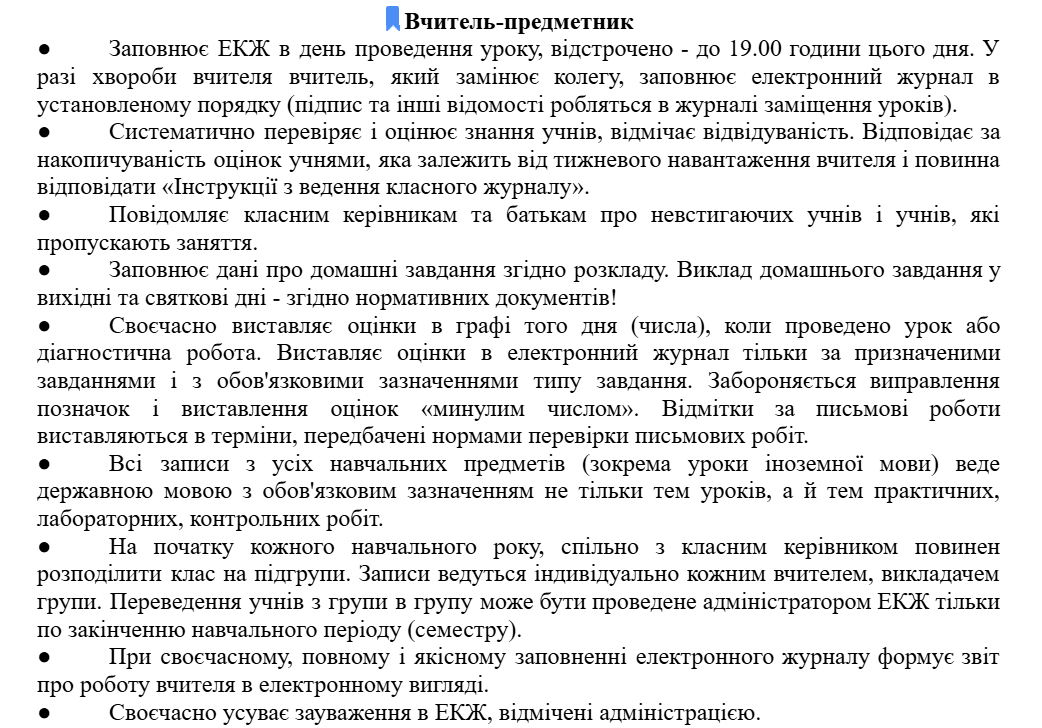 Вчитель-предметник
● Заповнює ЕКЖ в день проведення уроку, відстрочено - до 19.00 години цього дня. У
разі хвороби вчителя вчитель, який замінює колегу, заповнює електронний журнал в
установленому порядку (підпис та інші відомості робляться в журналі заміщення уроків).
● Систематично перевіряє і оцінює знання учнів, відмічає відвідуваність. Відповідає за
накопичуваність оцінок учнями, яка залежить від тижневого навантаження вчителя і повинна
відповідати «Інструкції з ведення класного журналу».
● Повідомляє класним керівникам та батькам про невстигаючих учнів і учнів, які
пропускають заняття.
● Заповнює дані про домашні завдання згідно розкладу. Виклад домашнього завдання у
вихідні та святкові дні - згідно нормативних документів!
● Своєчасно виставляє оцінки в графі того дня (числа), коли проведено урок або
діагностична робота. Виставляє оцінки в електронний журнал тільки за призначеними
завданнями і з обов'язковими зазначеннями типу завдання. Забороняється виправлення
позначок і виставлення оцінок «минулим числом». Відмітки за письмові роботи
виставляються в терміни, передбачені нормами перевірки письмових робіт.
● Всі записи з усіх навчальних предметів (зокрема уроки іноземної мови) веде
державною мовою з обов'язковим зазначенням не тільки тем уроків, а й тем практичних,
лабораторних, контрольних робіт.
● На початку кожного навчального року, спільно з класним керівником повинен
розподілити клас на підгрупи. Записи ведуться індивідуально кожним вчителем, викладачем
групи. Переведення учнів з групи в групу може бути проведене адміністратором ЕКЖ тільки
по закінченню навчального періоду (семестру).
● При своєчасному, повному і якісному заповненні електронного журналу формує звіт
про роботу вчителя в електронному вигляді.
● Своєчасно усуває зауваження в ЕКЖ, відмічені адміністрацією.